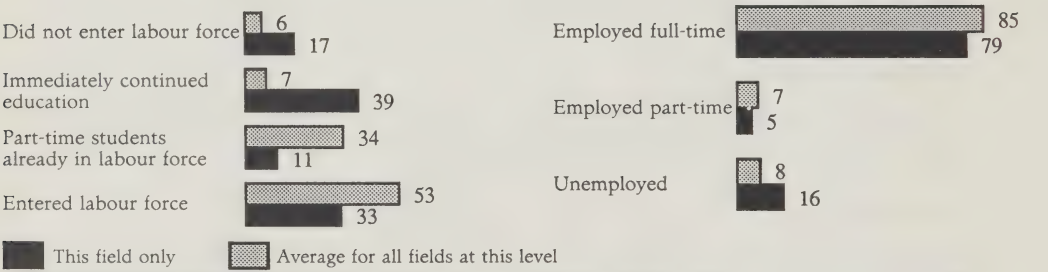 Did not enter labour force 6
17
Immediately continued
education
7
39
Part-time students
already in labour force
34
11
Entered labour force
53
33
Employed full-time
85
79
Employed part-time
7
5
Unemployed
8
16
This field only
Average for all fields at this level